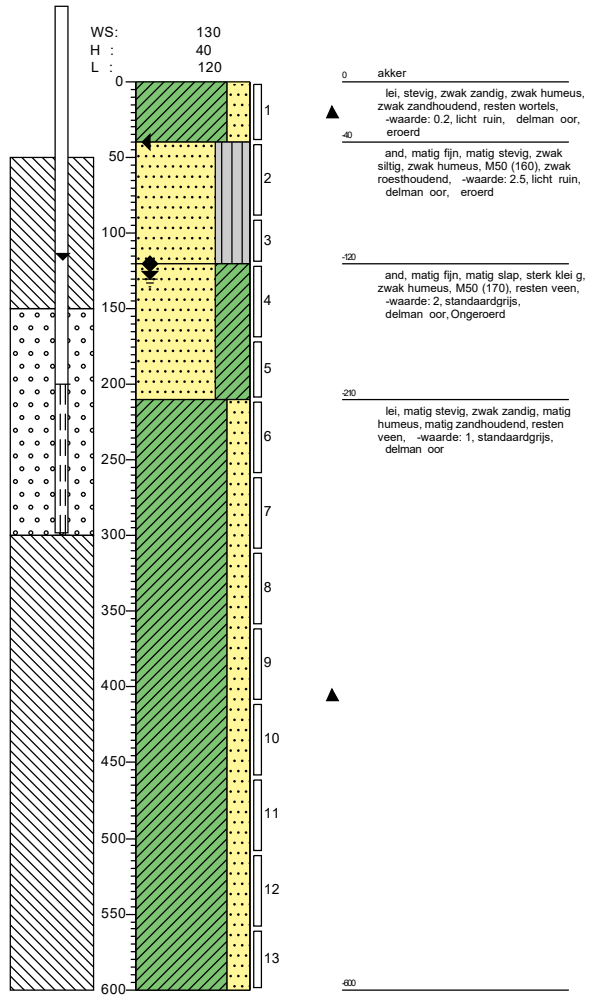 WS: 130
H : 40
L : 120
0
50
100
150
200
250
300
350
400
450
500
550
600
1
2
3
4
5
6
7
8
9
10
11
12
13
0 akker
lei, stevig, zwak zandig, zwak humeus,
zwak zandhoudend, resten wortels,
-waarde: 0.2, licht ruin, delman oor,
eroerd
-40
and, matig fijn, matig stevig, zwak
siltig, zwak humeus, M50 (160), zwak
roesthoudend, -waarde: 2.5, licht ruin,
delman oor, eroerd
-120
and, matig fijn, matig slap, sterk klei g,
zwak humeus, M50 (170), resten veen,
-waarde: 2, standaardgrijs,
delman oor, Ongeroerd
-210
lei, matig stevig, zwak zandig, matig
humeus, matig zandhoudend, resten
veen, -waarde: 1, standaardgrijs,
delman oor
-600